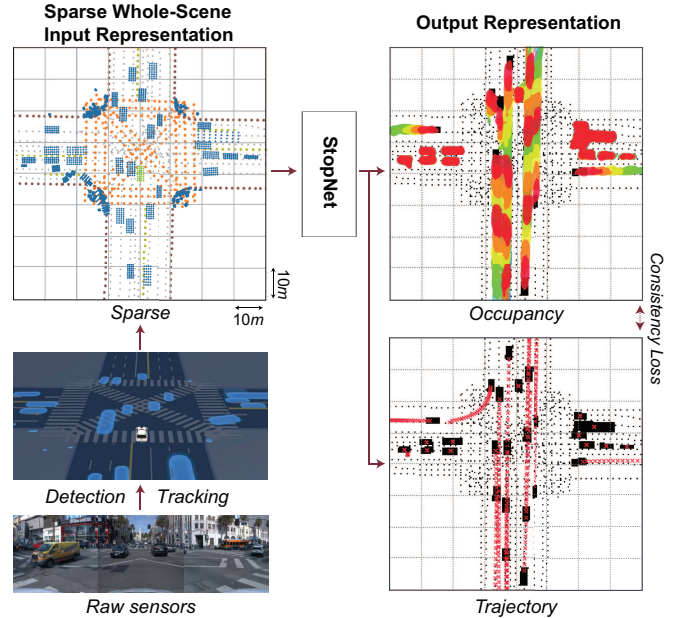 Sparse Whole-Scene
Input Representation
Output Representation
StopNet
10m
10m
Sparse
Occupancy
Consistency Loss
Detection
Tracking
Raw sensors
Trajectory